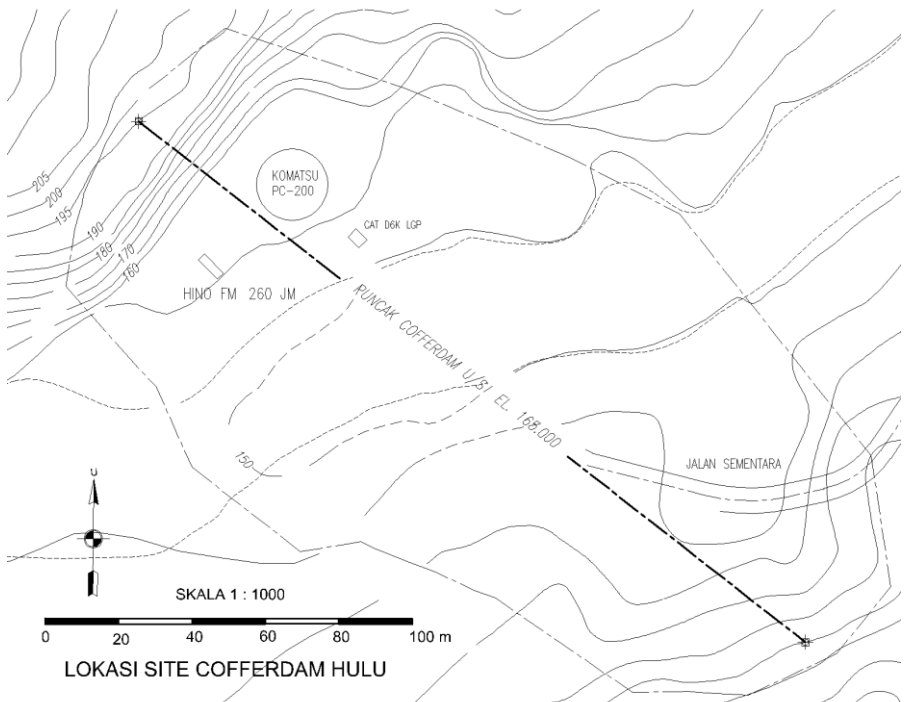 205
200
195
190
180
170
160
KOMATSU
PC-200
CAT D6K LGP
HINO FM 260 JM
PUNCAK COFFERDAM U/S| EL. 168.000
150
JALAN SEMENTARA
U
SKALA 1 : 1000
0 20 40 60 80 100 m
LOKASI SITE COFFERDAM HULU